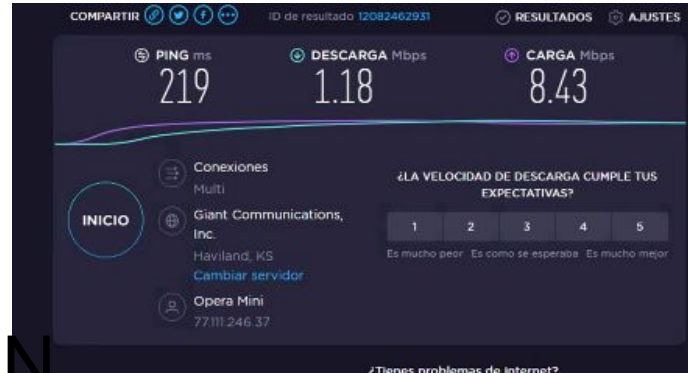 COMPARTIR
ID de resultado 12082462931
RESULTADOS
AJUSTES
PING ms
DESCARGA Mbps
CARGA Mbps
219
1.18
8.43
Conexiones
Multi
INICIO
Giant Communications,
Inc.
Haviland, KS
Cambiar servidor
Opera Mini
77.111.246.37
¿LA VELOCIDAD DE DESCARGA CUMPLE TUS
EXPECTATIVAS?
1 2 3 4 5
Es mucho peor Es como se esperaba Es mucho mejor
N
¿Tienes problemas de Internet?